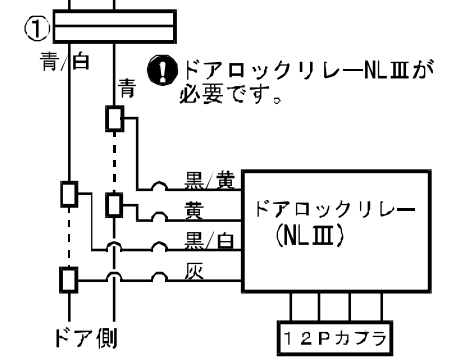 ①
青/白
青
!ドアロックリレーNLⅢが
必要です。
黒/黄
黄
黒/白
灰
ドアロックリレー
(NLⅢ)
ドア側
12Pカプラ